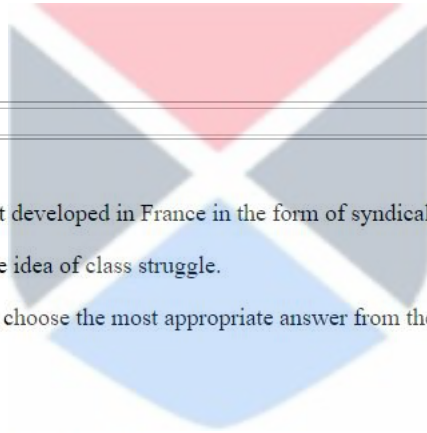 t developed in France in the form of syndical
e idea of class struggle.
choose the most appropriate answer from the